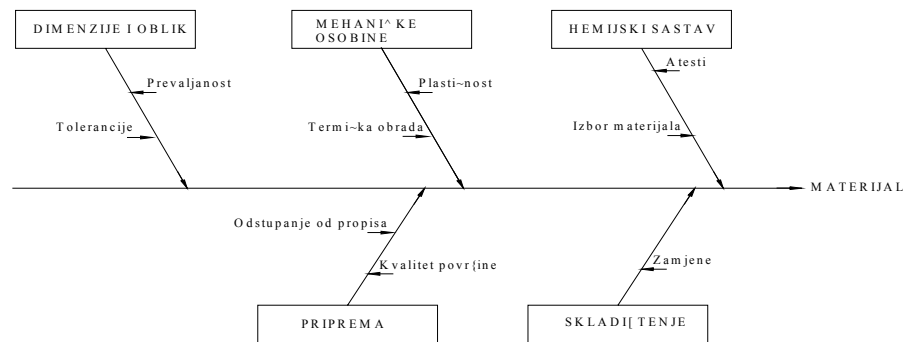 DIMENZIJE I OBLIK
MEHANI^KE
OSOBINE
HEMIJSKI SASTAV
Atesti
Prevaljanost
Plasti~nost
Tolerancije
Termi~ka obrada
Izbor materijala
MATERIJAL
Odstupanje od propisa
Kvalitet povr{ine
Zamjene
PRIPREMA
SKLADI[TENJE